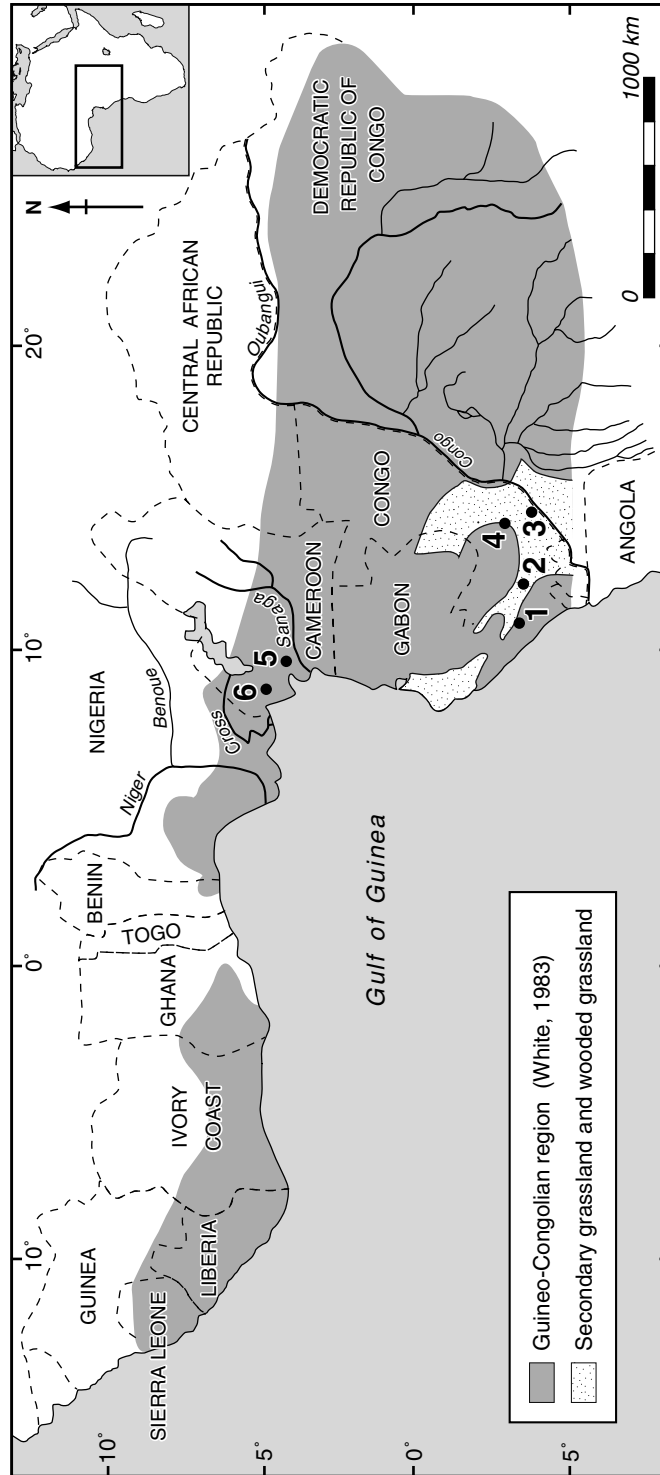 10°
0°
10°
20°
N
GUINEA
SIERRA LEONE
LIBERIA
IVORY
COAST
GHANA
TOGO
BENIN
NIGERIA
Niger
Benoue
Cross
6
5
Sanaga
CAMEROON
CENTRAL AFRICAN
REPUBLIC
Oubangui
DEMOCRATIC
REPUBLIC OF
CONGO
CONGO
Congo
GABON
4
3
2
1
ANGOLA
Gulf of Guinea
-10°
-5°
0
-5°
Guineo-Congolian region (White, 1983)
Secondary grassland and wooded grassland
0
1000 km